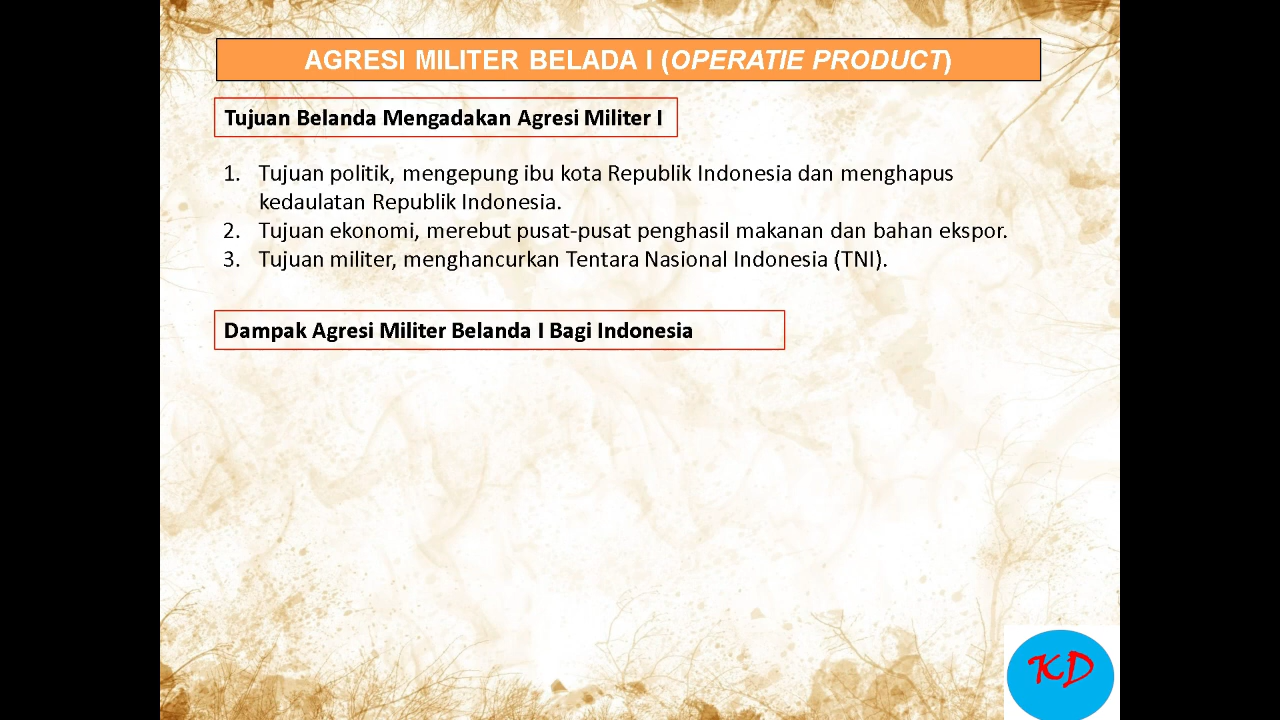 AGRESI MILITER BELADA I (OPERATIE PRODUCT)
Tujuan Belanda Mengadakan Agresi Militer I
1. Tujuan politik, mengepung ibu kota Republik Indonesia dan menghapus
kedaulatan Republik Indonesia.
2. Tujuan ekonomi, merebut pusat-pusat penghasil makanan dan bahan ekspor.
3. Tujuan militer, menghancurkan Tentara Nasional Indonesia (TNI).
Dampak Agresi Militer Belanda I Bagi Indonesia
KD